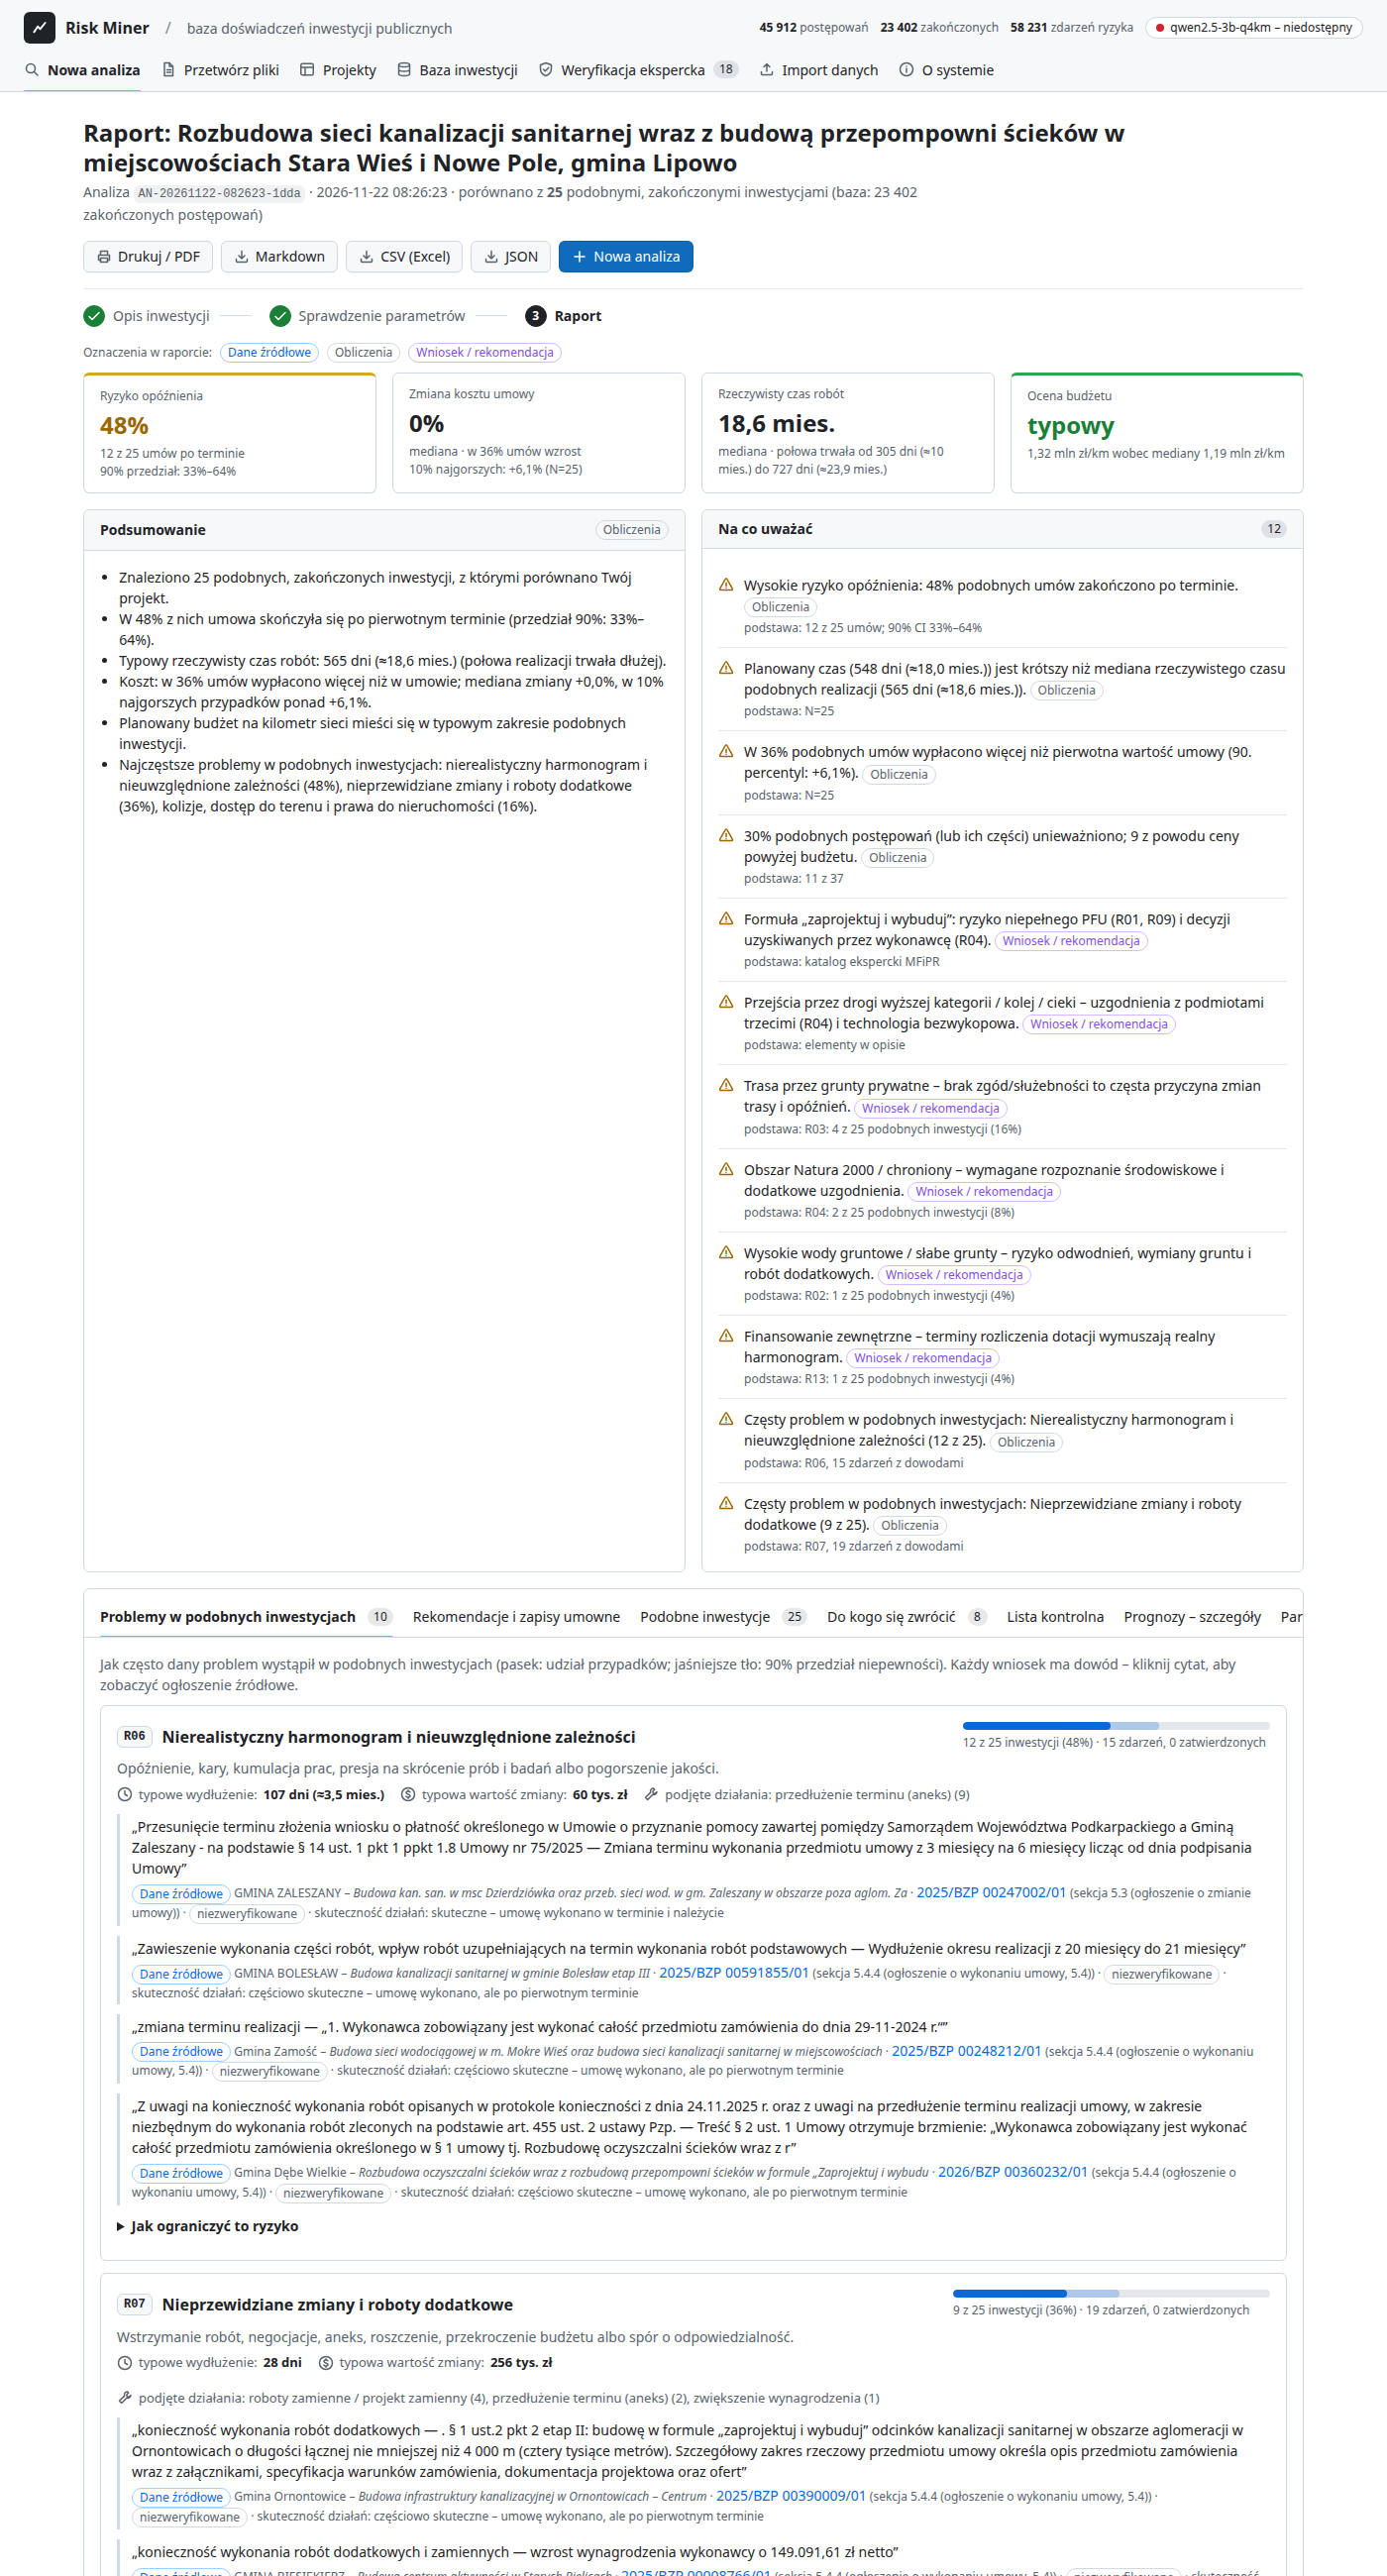 Risk Miner / baza doświadczeń inwestycji publicznych
45 912 postępowań 23 402 zakończonych 58 231 zdarzeń ryzyka qwen2.5-3b-q4km – niedostępny
Nowa analiza Przetwórz pliki Projekty Baza inwestycji Weryfikacja ekspercka 18 Import danych O systemie
Raport: Rozbudowa sieci kanalizacji sanitarnej wraz z budową przepompowni ścieków w
miejscowościach Stara Wieś i Nowe Pole, gmina Lipowo
Analiza AN-20261122-082623-1dda · 2026-11-22 08:26:23 · porównano z 25 podobnymi, zakończonymi inwestycjami (baza: 23 402
zakończonych postępowań)
Drukuj / PDF Markdown CSV (Excel) JSON Nowa analiza
Opis inwestycji Sprawdzenie parametrów 3 Raport
Oznaczenia w raporcie: Dane źródłowe Obliczenia Wniosek / rekomendacja
Ryzyko opóźnienia
48%
12 z 25 umów po terminie
90% przedział: 33%–64%
Zmiana kosztu umowy
0%
mediana · w 36% umów wzrost
10% najgorszych: +6,1% (N=25)
Rzeczywisty czas robót
18,6 mies.
mediana · połowa trwała od 305 dni (≈10
mies.) do 727 dni (≈23,9 mies.)
Ocena budżetu
typowy
1,32 mln zł/km wobec mediany 1,19 mln zł/km
Podsumowanie Obliczenia
Znaleziono 25 podobnych, zakończonych inwestycji, z którymi porównano Twój
projekt.
W 48% z nich umowa skończyła się po pierwotnym terminie (przedział 90%: 33%–
64%).
Typowy rzeczywisty czas robót: 565 dni (≈18,6 mies.) (połowa realizacji trwała dłużej).
Koszt: w 36% umów wypłacono więcej niż w umowie; mediana zmiany +0,0%, w 10%
najgorszych przypadków ponad +6,1%.
Planowany budżet na kilometr sieci mieści się w typowym zakresie podobnych
inwestycji.
Najczęstsze problemy w podobnych inwestycjach: nierealistyczny harmonogram i
nieuwzględnione zależności (48%), nieprzewidziane zmiany i roboty dodatkowe
(36%), kolizje, dostęp do terenu i prawa do nieruchomości (16%).
Na co uważać 12
Wysokie ryzyko opóźnienia: 48% podobnych umów zakończono po terminie.
Obliczenia
podstawa: 12 z 25 umów; 90% CI 33%–64%
Planowany czas (548 dni (≈18,0 mies.)) jest krótszy niż mediana rzeczywistego czasu
podobnych realizacji (565 dni (≈18,6 mies.)). Obliczenia
podstawa: N=25
W 36% podobnych umów wypłacono więcej niż pierwotna wartość umowy (90.
percentyl: +6,1%). Obliczenia
podstawa: N=25
30% podobnych postępowań (lub ich części) unieważniono; 9 z powodu ceny
powyżej budżetu. Obliczenia
podstawa: 11 z 37
Formuła „zaprojektuj i wybuduj”: ryzyko niepełnego PFU (R01, R09) i decyzji
uzyskiwanych przez wykonawcę (R04). Wniosek / rekomendacja
podstawa: katalog ekspercki MFiPR
Przejścia przez drogi wyższej kategorii / kolej / cieki – uzgodnienia z podmiotami
trzecimi (R04) i technologia bezwykopowa. Wniosek / rekomendacja
podstawa: elementy w opisie
Trasa przez grunty prywatne – brak zgód/służebności to częsta przyczyna zmian
trasy i opóźnień. Wniosek / rekomendacja
podstawa: R03: 4 z 25 podobnych inwestycji (16%)
Obszar Natura 2000 / chroniony – wymagane rozpoznanie środowiskowe i
dodatkowe uzgodnienia. Wniosek / rekomendacja
podstawa: R04: 2 z 25 podobnych inwestycji (8%)
Wysokie wody gruntowe / słabe grunty – ryzyko odwodnień, wymiany gruntu i
robót dodatkowych. Wniosek / rekomendacja
podstawa: R02: 1 z 25 podobnych inwestycji (4%)
Finansowanie zewnętrzne – terminy rozliczenia dotacji wymuszają realny
harmonogram. Wniosek / rekomendacja
podstawa: R13: 1 z 25 podobnych inwestycji (4%)
Częsty problem w podobnych inwestycjach: Nierealistyczny harmonogram i
nieuwzględnione zależności (12 z 25). Obliczenia
podstawa: R06, 15 zdarzeń z dowodami
Częsty problem w podobnych inwestycjach: Nieprzewidziane zmiany i roboty
dodatkowe (9 z 25). Obliczenia
podstawa: R07, 19 zdarzeń z dowodami
Problemy w podobnych inwestycjach 10 Rekomendacje i zapisy umowne Podobne inwestycje 25 Do kogo się zwrócić 8 Lista kontrolna Prognozy – szczegóły Par
Jak często dany problem wystąpił w podobnych inwestycjach (pasek: udział przypadków; jaśniejsze tło: 90% przedział niepewności). Każdy wniosek ma dowód – kliknij cytat, aby
zobaczyć ogłoszenie źródłowe.
R06 Nierealistyczny harmonogram i nieuwzględnione zależności
12 z 25 inwestycji (48%) · 15 zdarzeń, 0 zatwierdzonych
Opóźnienie, kary, kumulacja prac, presja na skrócenie prób i badań albo pogorszenie jakości.
typowe wydłużenie: 107 dni (≈3,5 mies.) typowa wartość zmiany: 60 tys. zł podjęte działania: przedłużenie terminu (aneks) (9)
„Przesunięcie terminu złożenia wniosku o płatność określonego w Umowie o przyznanie pomocy zawartej pomiędzy Samorządem Województwa Podkarpackiego a Gminą
Zaleszany - na podstawie § 14 ust. 1 pkt 1 ppkt 1.8 Umowy nr 75/2025 — Zmiana terminu wykonania przedmiotu umowy z 3 miesięcy na 6 miesięcy licząc od dnia podpisania
Umowy”
Dane źródłowe GMINA ZALESZANY – Budowa kan. san. w msc Dzierdziówka oraz przeb. sieci wod. w gm. Zaleszany w obszarze poza aglom. Za · 2025/BZP 00247002/01 (sekcja 5.3 (ogłoszenie o zmianie
umowy)) · niezweryfikowane · skuteczność działań: skuteczne – umowę wykonano w terminie i należycie
„Zawieszenie wykonania części robót, wpływ robót uzupełniających na termin wykonania robót podstawowych — Wydłużenie okresu realizacji z 20 miesięcy do 21 miesięcy”
Dane źródłowe GMINA BOLESŁAW – Budowa kanalizacji sanitarnej w gminie Bolesław etap III · 2025/BZP 00591855/01 (sekcja 5.4.4 (ogłoszenie o wykonaniu umowy, 5.4)) · niezweryfikowane ·
skuteczność działań: częściowo skuteczne – umowę wykonano, ale po pierwotnym terminie
„zmiana terminu realizacji — „1. Wykonawca zobowiązany jest wykonać całość przedmiotu zamówienia do dnia 29-11-2024 r.“”
Dane źródłowe Gmina Zamość – Budowa sieci wodociągowej w m. Mokre Wieś oraz budowa sieci kanalizacji sanitarnej w miejscowościach · 2025/BZP 00248212/01 (sekcja 5.4.4 (ogłoszenie o wykonaniu
umowy, 5.4)) · niezweryfikowane · skuteczność działań: częściowo skuteczne – umowę wykonano, ale po pierwotnym terminie
„Z uwagi na konieczność wykonania robót opisanych w protokole konieczności z dnia 24.11.2025 r. oraz z uwagi na przedłużenie terminu realizacji umowy, w zakresie
niezbędnym do wykonania robót zleconych na podstawie art. 455 ust. 2 ustawy Pzp. — Treść § 2 ust. 1 Umowy otrzymuje brzmienie: „Wykonawca zobowiązany jest wykonać
całość przedmiotu zamówienia określonego w § 1 umowy tj. Rozbudowę oczyszczalni ścieków wraz z r”
Dane źródłowe Gmina Dębe Wielkie – Rozbudowa oczyszczalni ścieków wraz z rozbudową przepompowni ścieków w formule „Zaprojektuj i wybudu · 2026/BZP 00360232/01 (sekcja 5.4.4 (ogłoszenie o
wykonaniu umowy, 5.4)) · niezweryfikowane · skuteczność działań: częściowo skuteczne – umowę wykonano, ale po pierwotnym terminie
Jak ograniczyć to ryzyko
R07 Nieprzewidziane zmiany i roboty dodatkowe
9 z 25 inwestycji (36%) · 19 zdarzeń, 0 zatwierdzonych
Wstrzymanie robót, negocjacje, aneks, roszczenie, przekroczenie budżetu albo spór o odpowiedzialność.
typowe wydłużenie: 28 dni typowa wartość zmiany: 256 tys. zł
podjęte działania: roboty zamienne / projekt zamienny (4), przedłużenie terminu (aneks) (2), zwiększenie wynagrodzenia (1)
„konieczność wykonania robót dodatkowych — . § 1 ust.2 pkt 2 etap II: budowę w formule „zaprojektuj i wybuduj” odcinków kanalizacji sanitarnej w obszarze aglomeracji w
Ornontowicach o długości łącznej nie mniejszej niż 4 000 m (cztery tysiące metrów). Szczegółowy zakres rzeczowy przedmiotu umowy określa opis przedmiotu zamówienia
wraz z załącznikami, specyfikacja warunków zamówienia, dokumentacja projektowa oraz ofert”
Dane źródłowe Gmina Ornontowice – Budowa infrastruktury kanalizacyjnej w Ornontowicach – Centrum · 2025/BZP 00390009/01 (sekcja 5.4.4 (ogłoszenie o wykonaniu umowy, 5.4)) ·
niezweryfikowane · skuteczność działań: częściowo skuteczne – umowę wykonano, ale po pierwotnym terminie
„konieczność wykonania robót dodatkowych i zamiennych — wzrost wynagrodzenia wykonawcy o 149.091,61 zł netto”